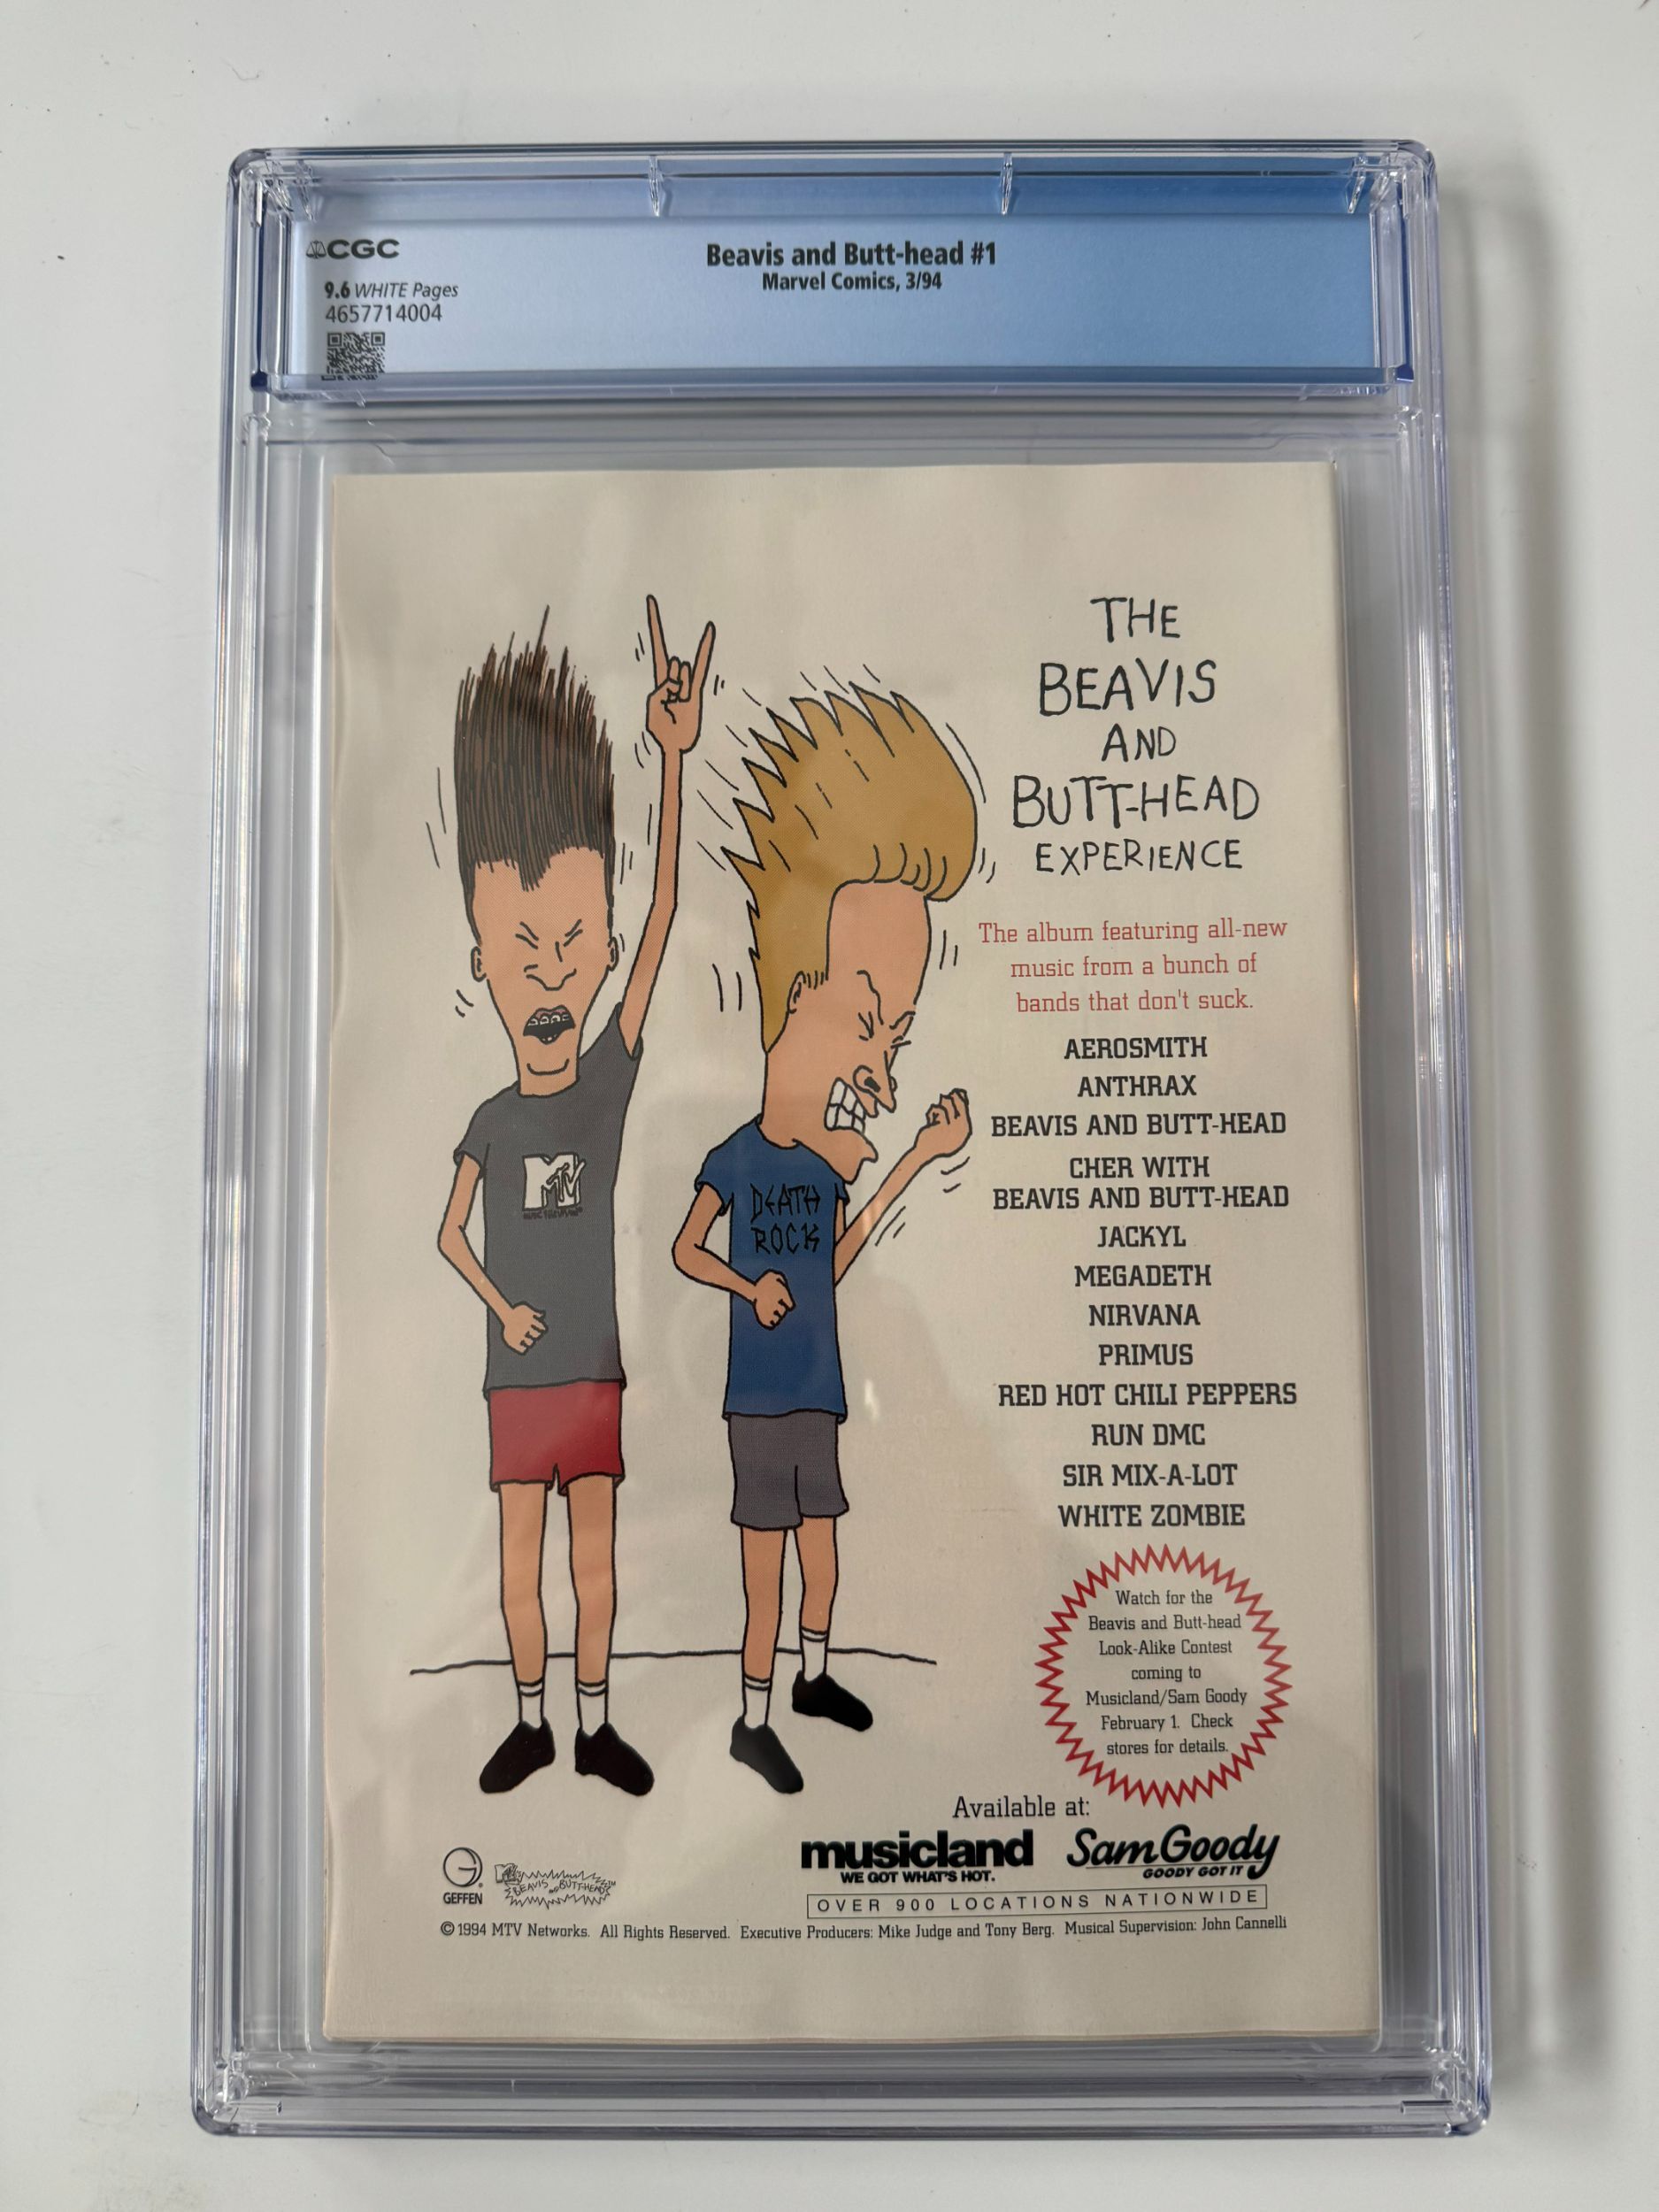 CGC
9.6 WHITE Pages
4657714004
Beavis and Butt-head #1
Marvel Comics, 3/94
THE
BEAVIS
AND
BUTT-HEAD
EXPERIENCE
The album featuring all-new
music from a bunch of
bands that don't suck.
AEROSMITH
ANTHRAX
BEAVIS AND BUTT-HEAD
CHER WITH
BEAVIS AND BUTT-HEAD
JACKYL
MEGADETH
NIRVANA
PRIMUS
RED HOT CHILI PEPPERS
RUN DMC
SIR MIX-A-LOT
WHITE ZOMBIE
MTV
DEATH
ROCK
Watch for the
Beavis and Butt-head
Look-Alike Contest
coming to
Musicland/Sam Goody
February 1. Check
stores for details.
Available at:
musicland
WE GOT WHAT'S HOT.
Sam Goody
GOODY GOT IT
OVER 900 LOCATIONS NATIONWIDE
G
GEFFEN
MTV
BEAVIS AND BUTT-HEAD
© 1994 MTV Networks. All Rights Reserved. Executive Producers: Mike Judge and Tony Berg. Musical Supervision: John Cannelli